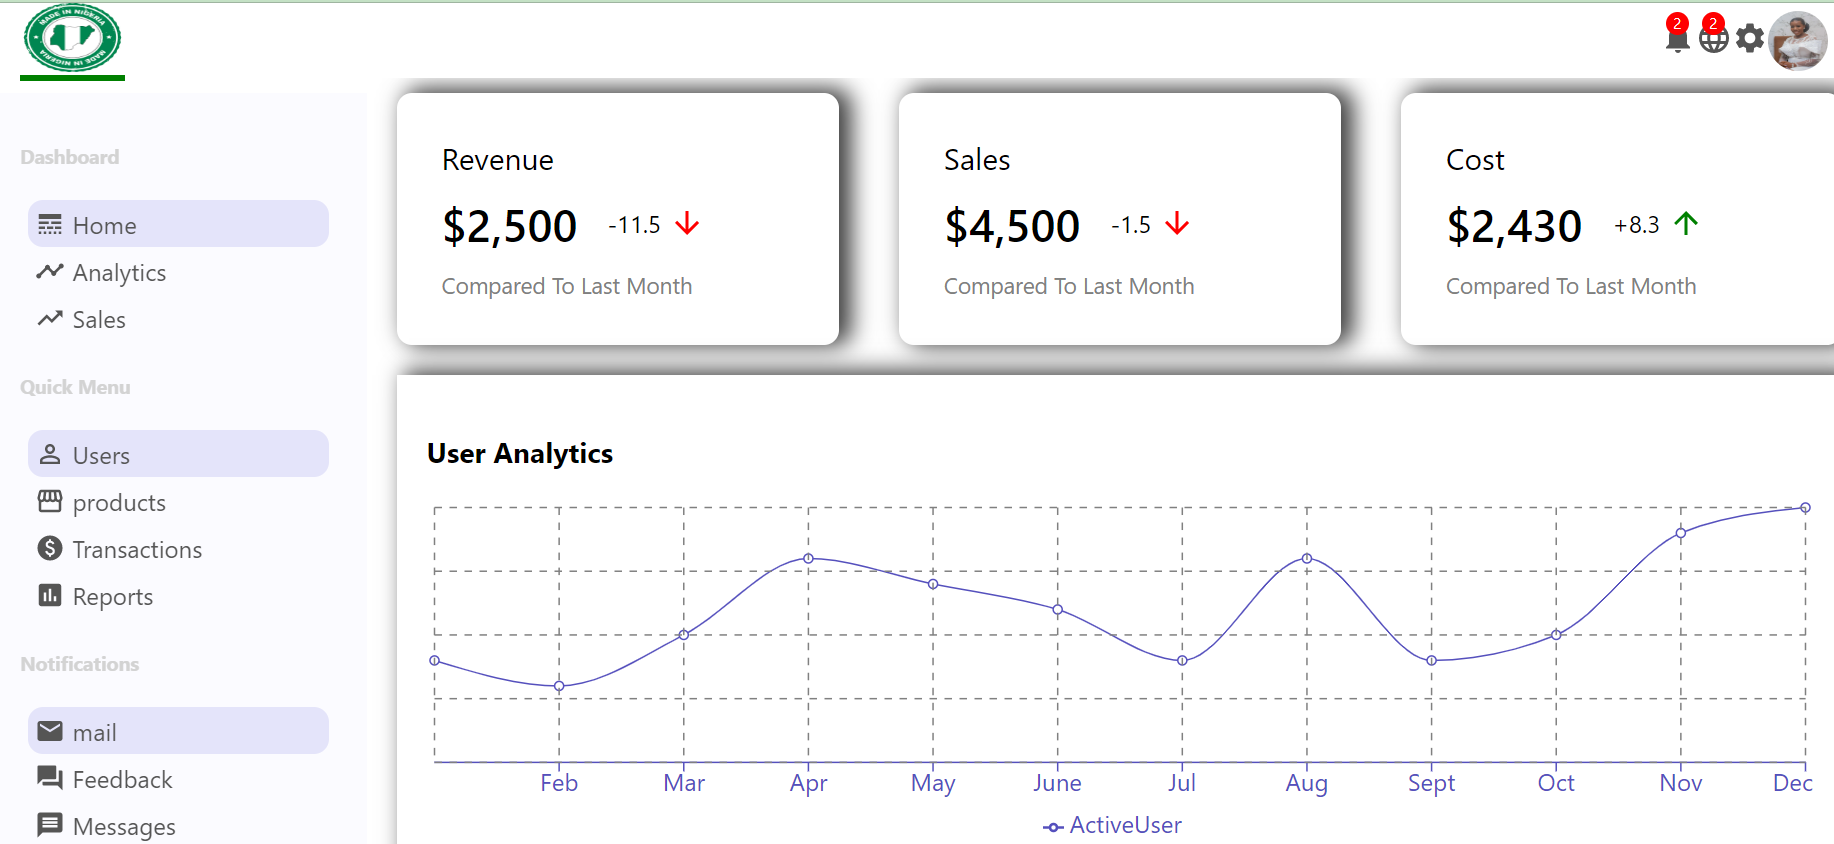 MADE IN NIGERIA
MADE IN NIGERIA
2
2
Dashboard
Home
Analytics
Sales
Quick Menu
Users
products
Transactions
Reports
Notifications
mail
Feedback
Messages
Revenue
$2,500 -11.5
Compared To Last Month
Sales
$4,500 -1.5
Compared To Last Month
Cost
$2,430 +8.3
Compared To Last Month
User Analytics
Feb Mar Apr May June Jul Aug Sept Oct Nov Dec
ActiveUser